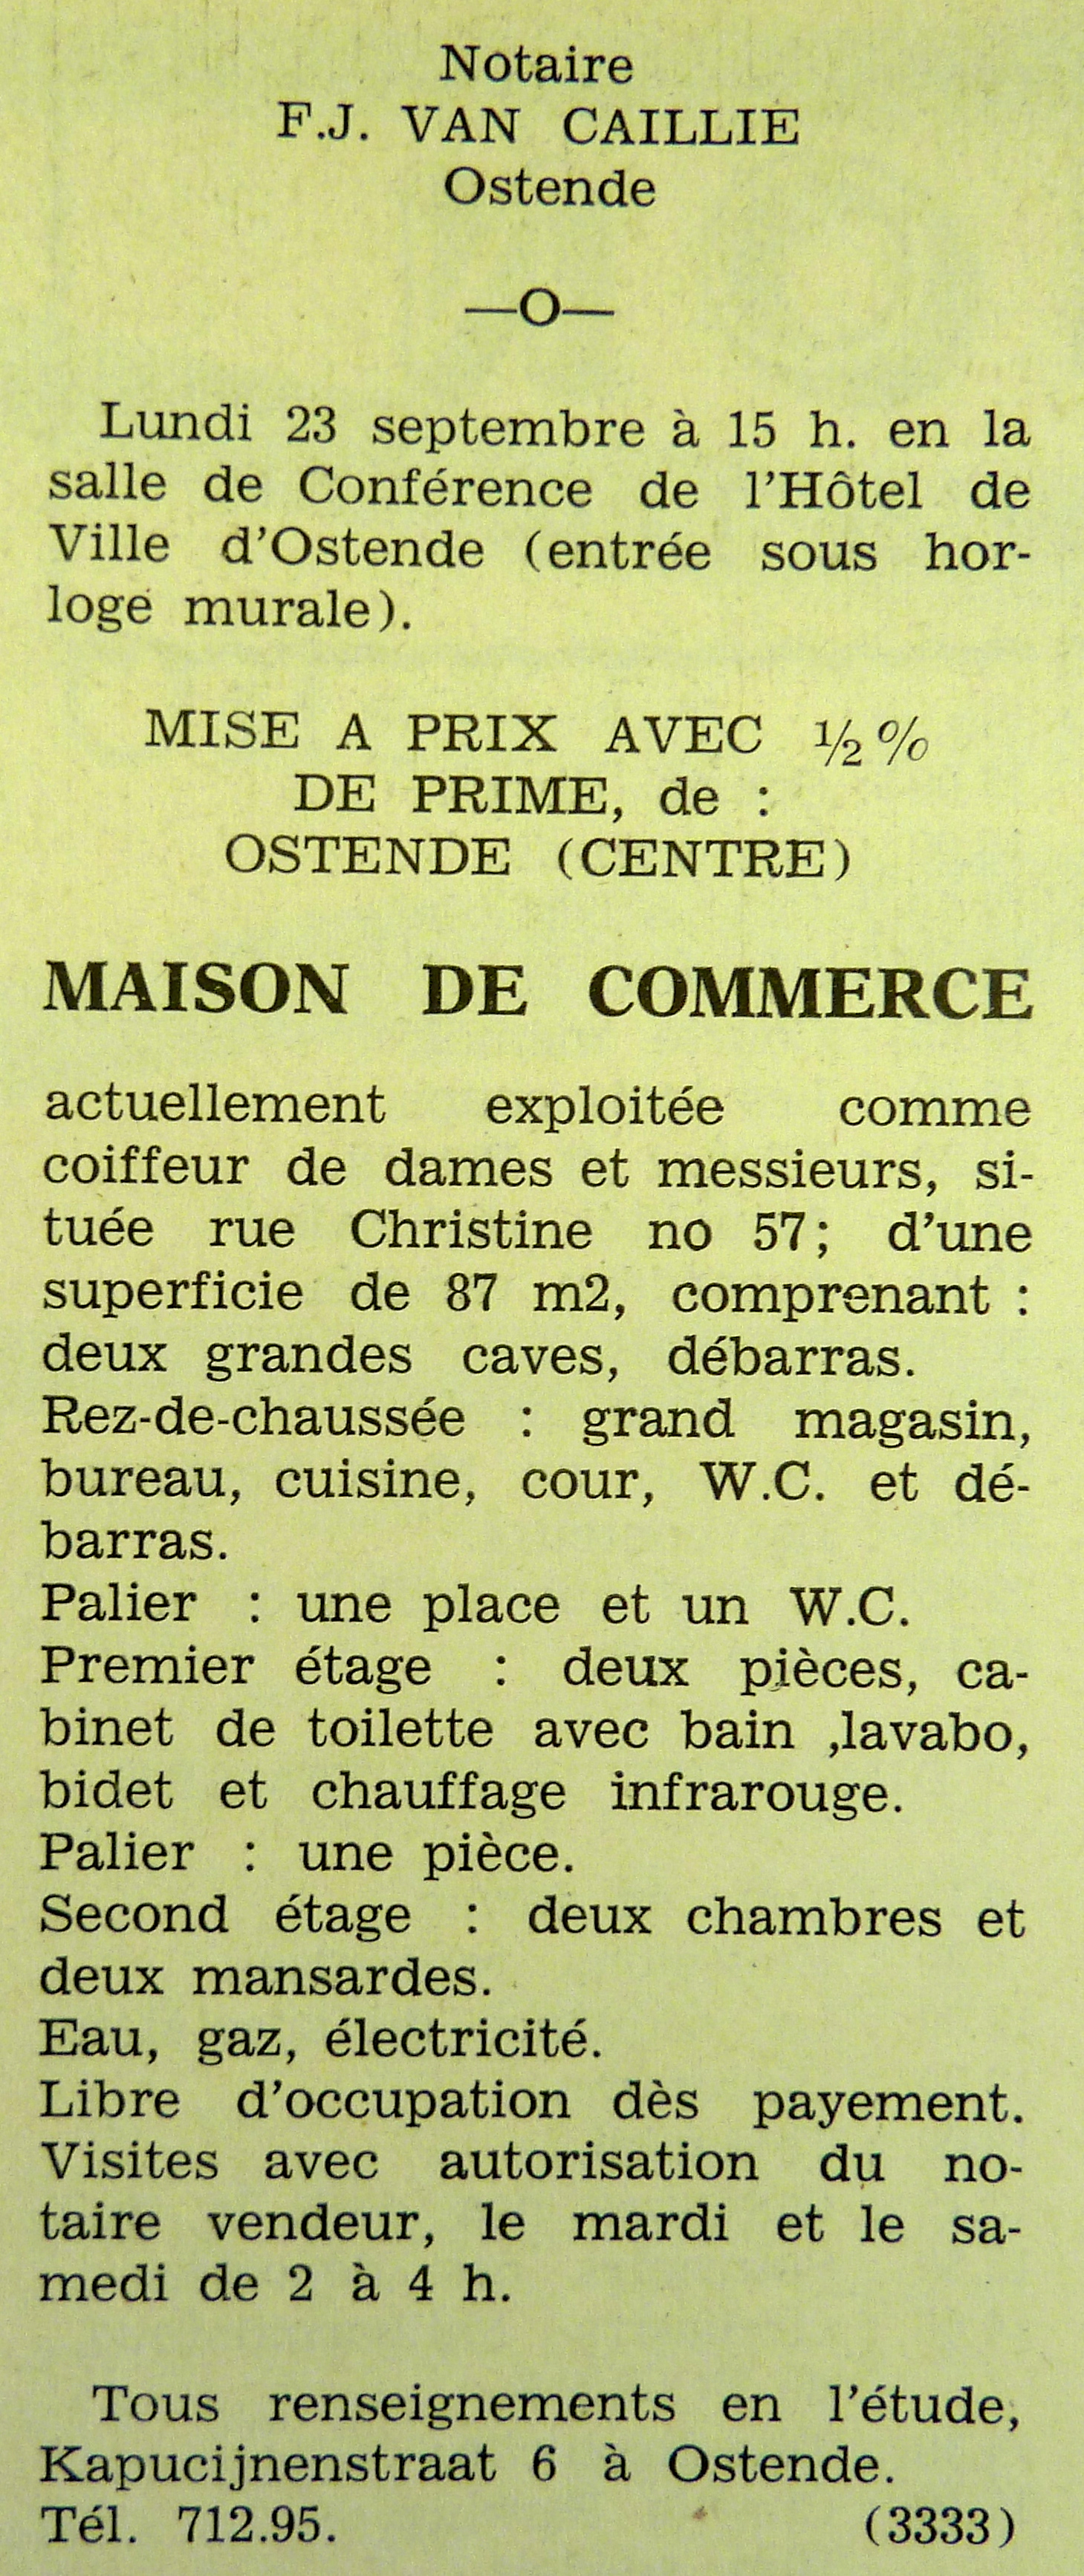 Notaire
F.J. VAN CAILLIE
Ostende
—O—
Lundi 23 septembre à 15 h. en la
salle de Conférence de l'Hôtel de
Ville d'Ostende (entrée sous hor-
loge murale).
MISE A PRIX AVEC ½%
DE PRIME, de :
OSTENDE (CENTRE)
MAISON DE COMMERCE
actuellement exploitée comme
coiffeur de dames et messieurs, si-
tuée rue Christine no 57; d'une
superficie de 87 m2, comprenant :
deux grandes caves, débarras.
Rez-de-chaussée : grand magasin,
bureau, cuisine, cour, W.C. et dé-
barras.
Palier : une place et un W.C.
Premier étage : deux pièces, ca-
binet de toilette avec bain ,lavabo,
bidet et chauffage infrarouge.
Palier : une pièce.
Second étage : deux chambres et
deux mansardes.
Eau, gaz, électricité.
Libre d'occupation dès payement.
Visites avec autorisation du no-
taire vendeur, le mardi et le sa-
medi de 2 à 4 h.
Tous renseignements en l'étude,
Kapucijnenstraat 6 à Ostende.
Tél. 712.95. (3333)